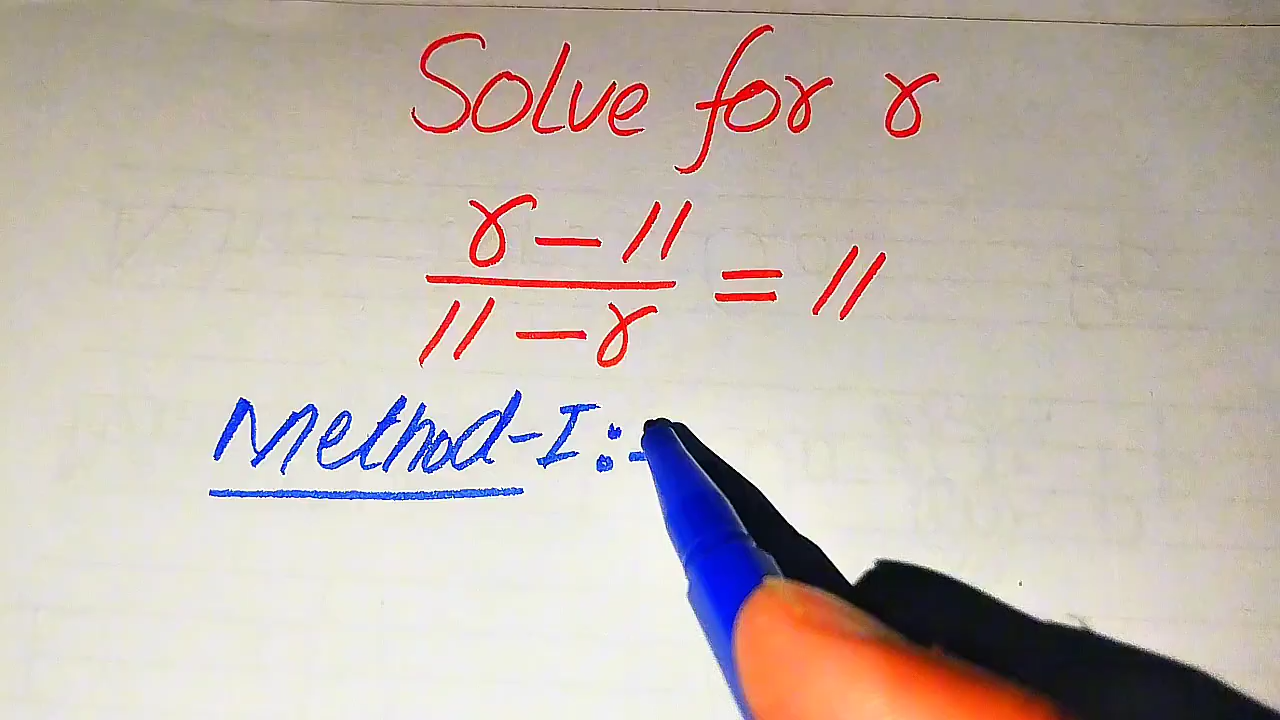 Solve for r
r - 11
11 - r
= 11
Method-I:-